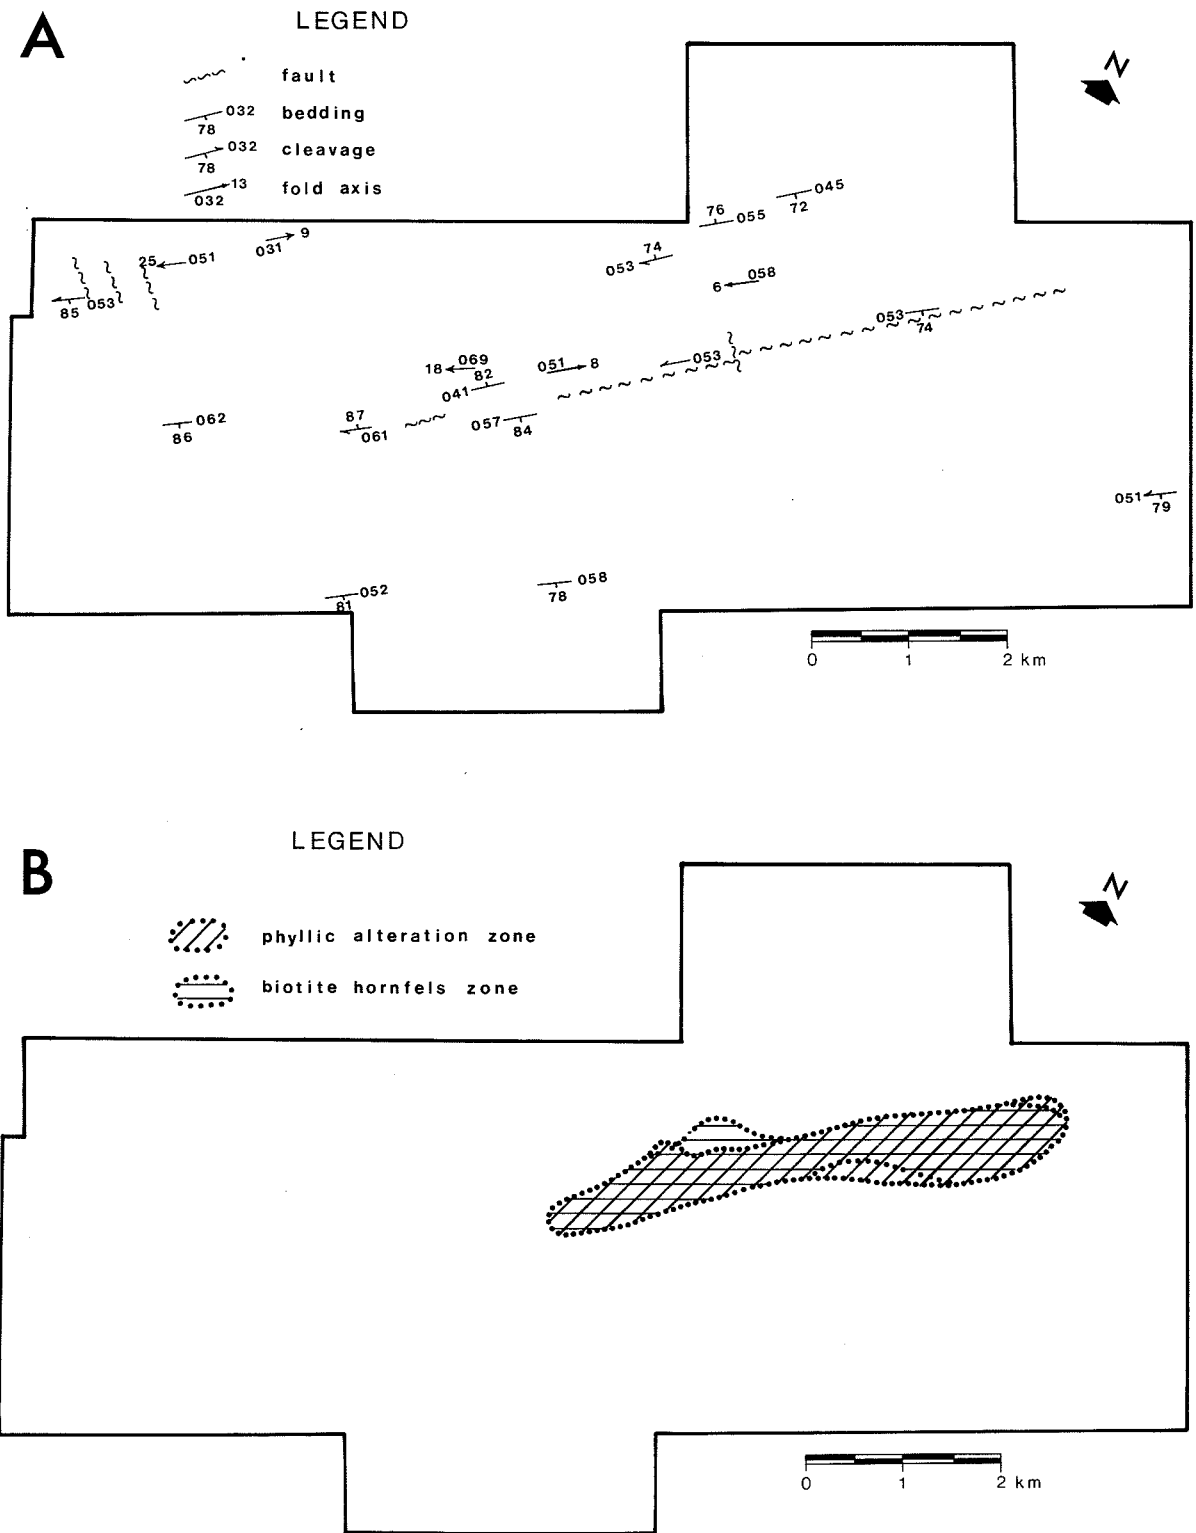 A
LEGEND
N
fault
032
78
bedding
032
78
cleavage
13
032
fold axis
045
72
76
055
9
031
74
053
25
051
6
058
85
053
053
74
053
18
069
82
041
051
8
062
86
87
061
057
84
051
79
052
81
058
78
0 1 2 km
B
LEGEND
N
phyllic alteration zone
biotite hornfels zone
0 1 2 km